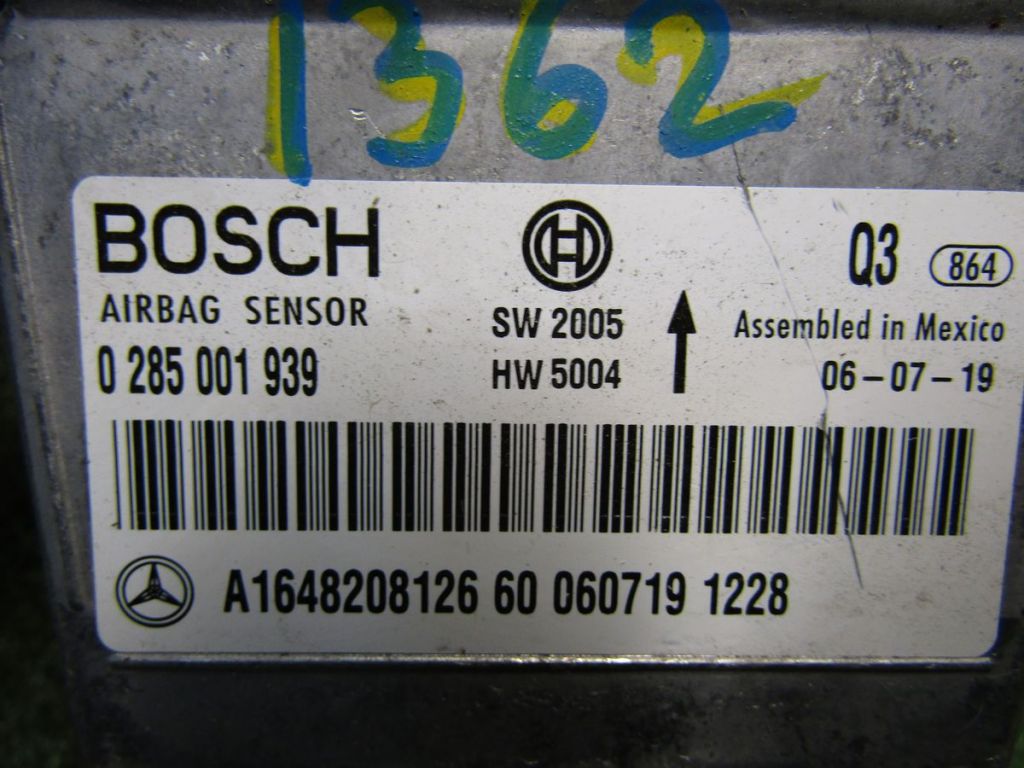 1362
BOSCH
AIRBAG SENSOR
0 285 001 939
SW 2005
HW 5004
Q3 864
Assembled in Mexico
06-07-19
A1648208126 60 060719 1228